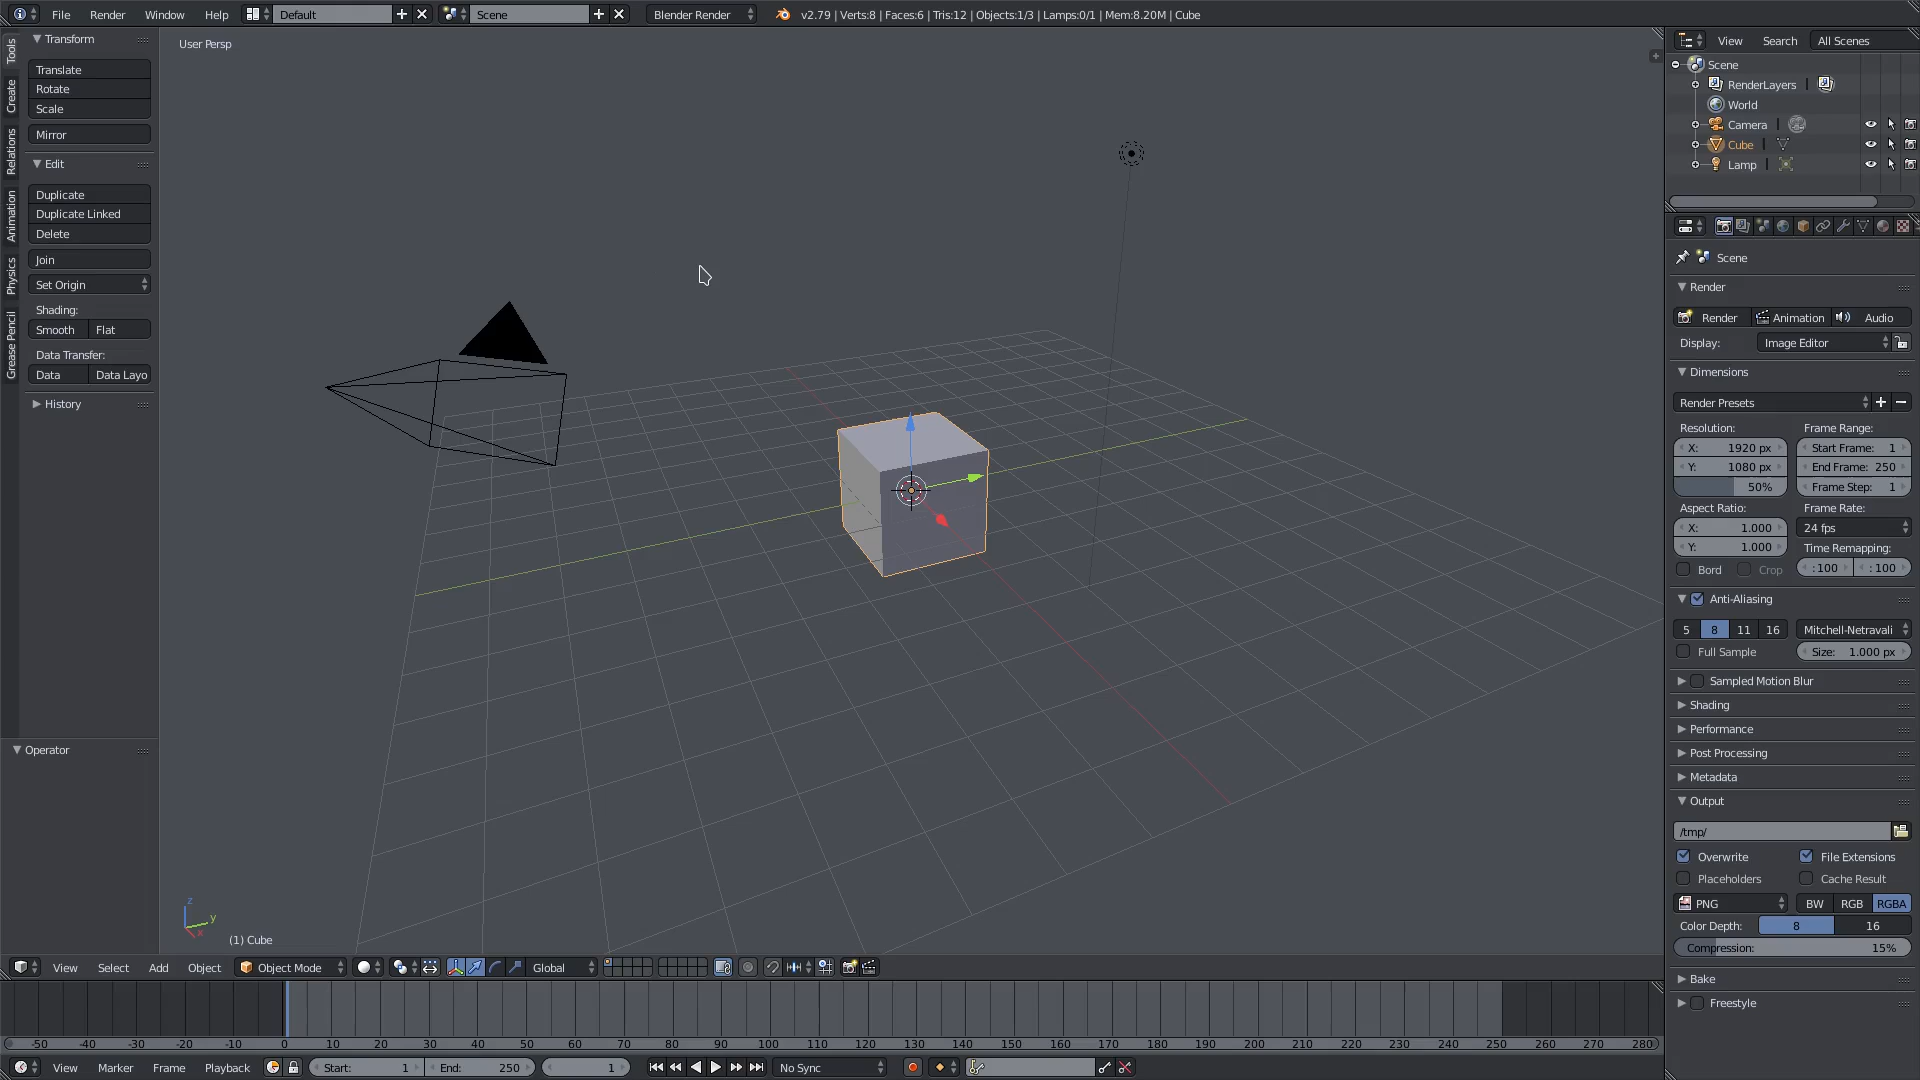 File Render Window Help Default Scene Blender Render v2.79 | Verts:8 | Faces:6 | Tris:12 | Objects:1/3 | Lamps:0/1 | Mem:8.20M | Cube
Tools
Create
Relations
Animation
Physics
Grease Pencil
Transform
Translate
Rotate
Scale
Mirror
Edit
Duplicate
Duplicate Linked
Delete
Join
Set Origin
Shading:
Smooth Flat
Data Transfer:
Data Data Layo
History
Operator
User Persp
z
y
x
(1) Cube
View Search All Scenes
Scene
RenderLayers |
World
Camera |
Cube |
Lamp |
Scene
Render
Render Animation Audio
Display: Image Editor
Dimensions
Render Presets
Resolution: Frame Range:
X: 1920 px Start Frame: 1
Y: 1080 px End Frame: 250
50% Frame Step: 1
Aspect Ratio: Frame Rate:
X: 1.000 24 fps
Y: 1.000 Time Remapping:
Bord Crop : 100 : 100
Anti-Aliasing
5 8 11 16 Mitchell-Netravali
Full Sample Size: 1.000 px
Sampled Motion Blur
Shading
Performance
Post Processing
Metadata
Output
/tmp/
Overwrite File Extensions
Placeholders Cache Result
PNG BW RGB RGBA
Color Depth: 8 16
Compression: 15%
Bake
Freestyle
View Select Add Object Object Mode Global
-50 -40 -30 -20 -10 0 10 20 30 40 50 60 70 80 90 100 110 120 130 140 150 160 170 180 190 200 210 220 230 240 250 260 270 280
View Marker Frame Playback Start: 1 End: 250 1 No Sync